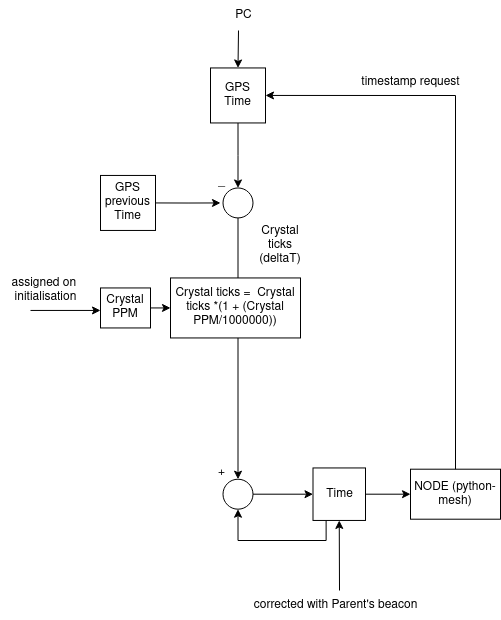 PC
timestamp request
GPS
Time
_
GPS
previous
Time
Crystal
ticks
(deltaT)
assigned on
initialisation
Crystal
PPM
Crystal ticks = Crystal
ticks *(1 + (Crystal
PPM/1000000))
+
Time
NODE (python-
mesh)
corrected with Parent's beacon